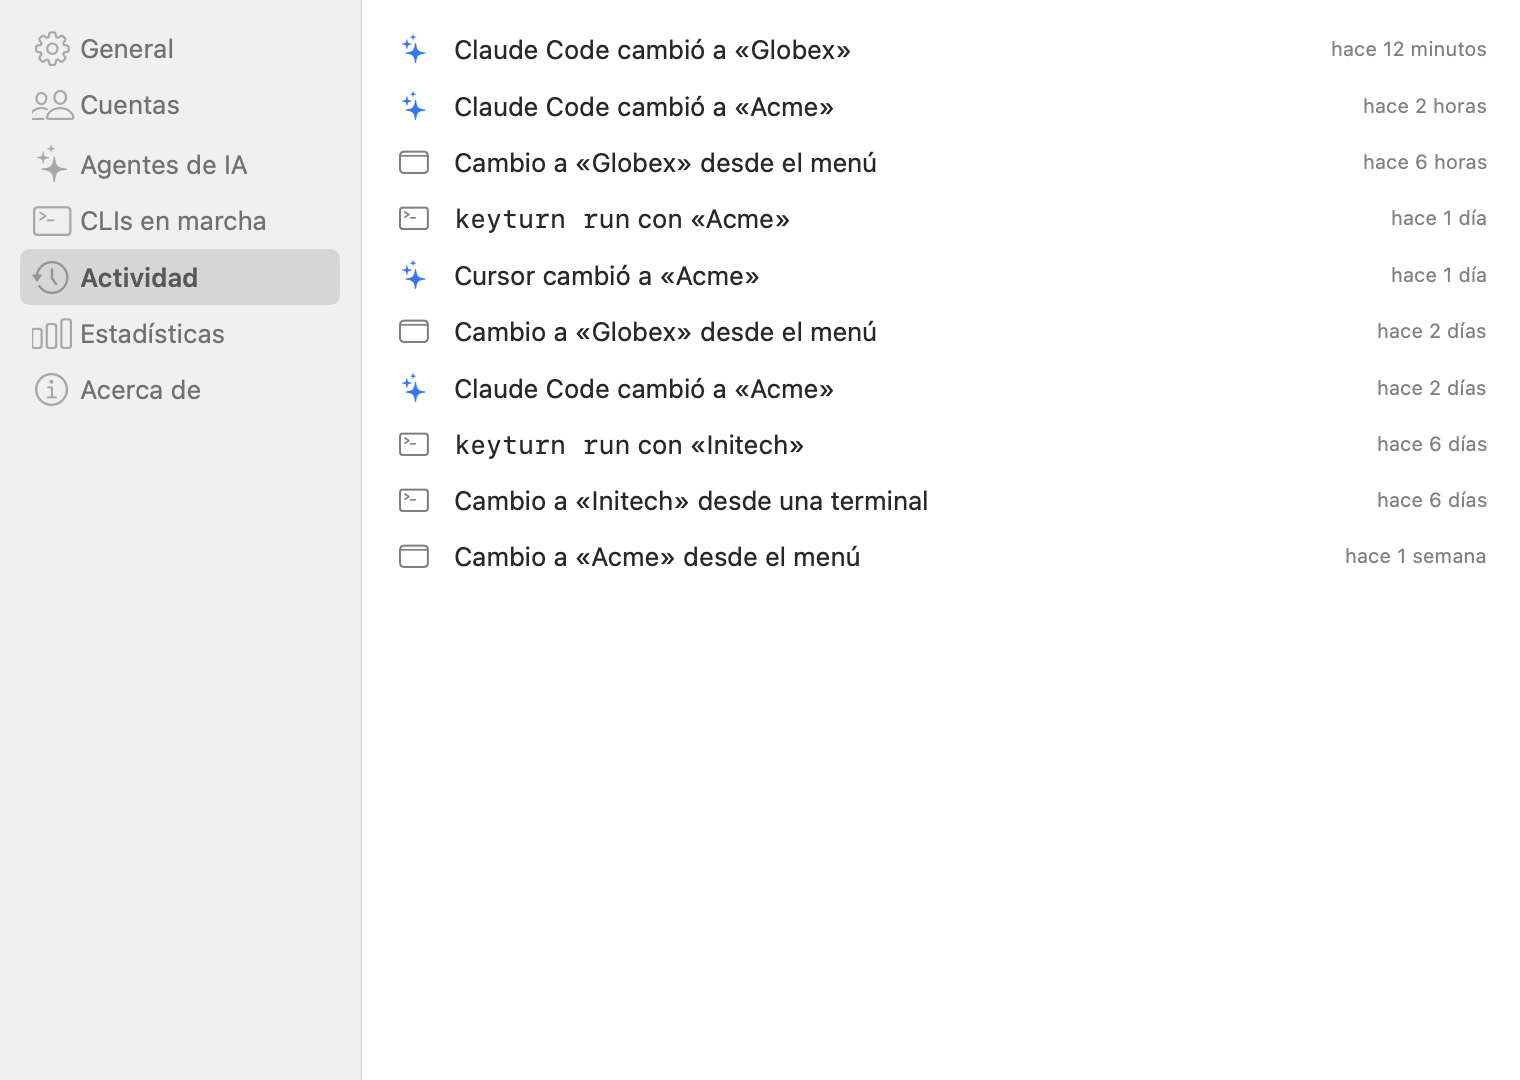 General
Cuentas
Agentes de IA
CLIs en marcha
Actividad
Estadísticas
Acerca de
Claude Code cambió a «Globex» hace 12 minutos
Claude Code cambió a «Acme» hace 2 horas
Cambio a «Globex» desde el menú hace 6 horas
keyturn run con «Acme» hace 1 día
Cursor cambió a «Acme» hace 1 día
Cambio a «Globex» desde el menú hace 2 días
Claude Code cambió a «Acme» hace 2 días
keyturn run con «Initech» hace 6 días
Cambio a «Initech» desde una terminal hace 6 días
Cambio a «Acme» desde el menú hace 1 semana